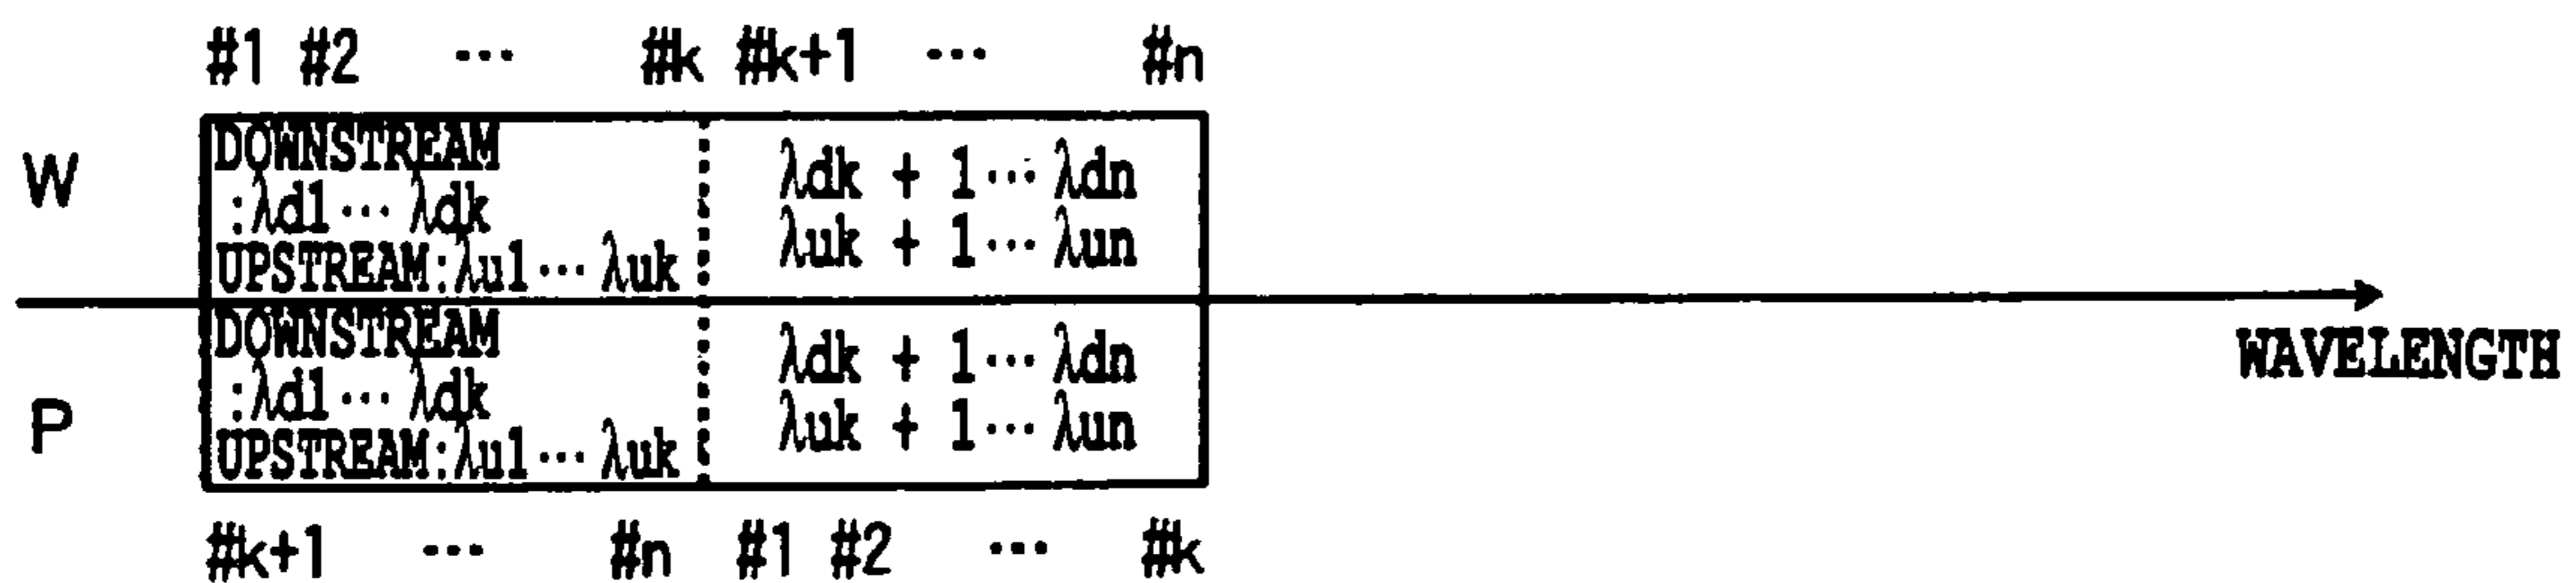 #1 #2 ··· #k #k+1 ··· #n
W
DOWNSTREAM
:λd1··· λdk
UPSTREAM:λu1··· λuk
λdk + 1··· λdn
λuk + 1··· λun
WAVELENGTH
P
DOWNSTREAM
:λd1··· λdk
UPSTREAM:λu1··· λuk
λdk + 1··· λdn
λuk + 1··· λun
#k+1 ··· #n #1 #2 ··· #k